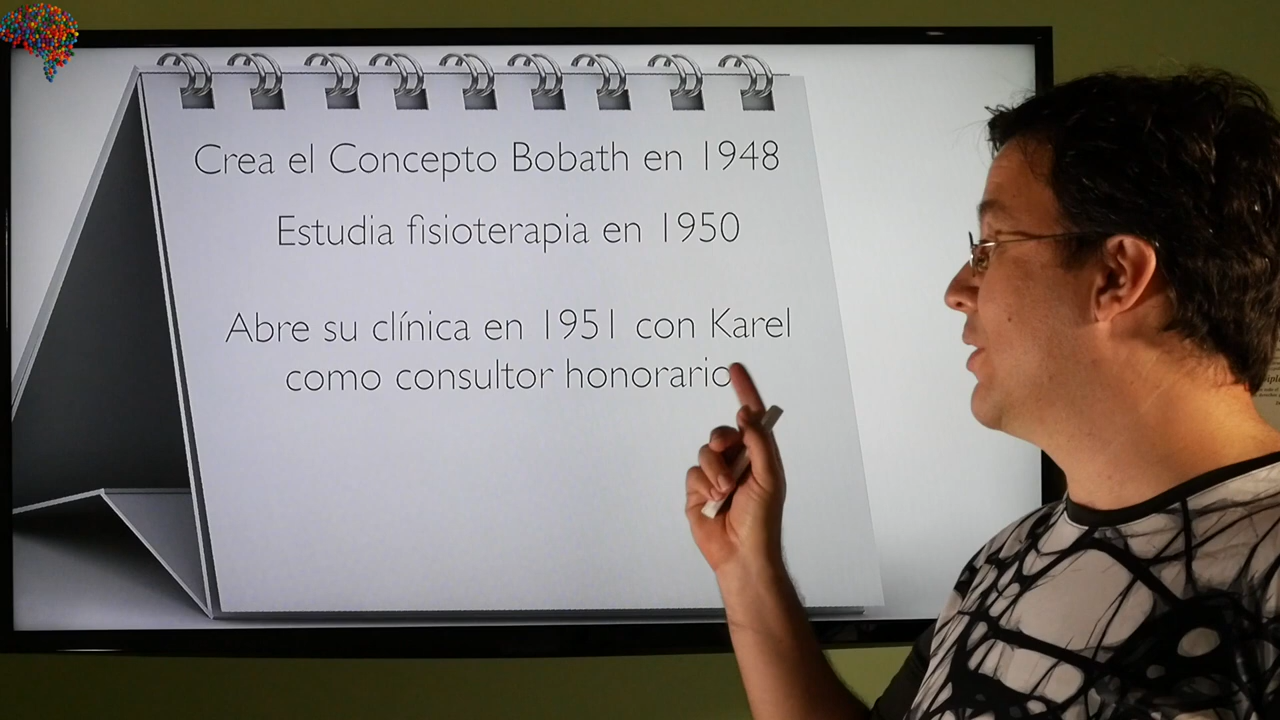 Crea el Concepto Bobath en 1948
Estudia fisioterapia en 1950
Abre su clínica en 1951 con Karel
como consultor honorario